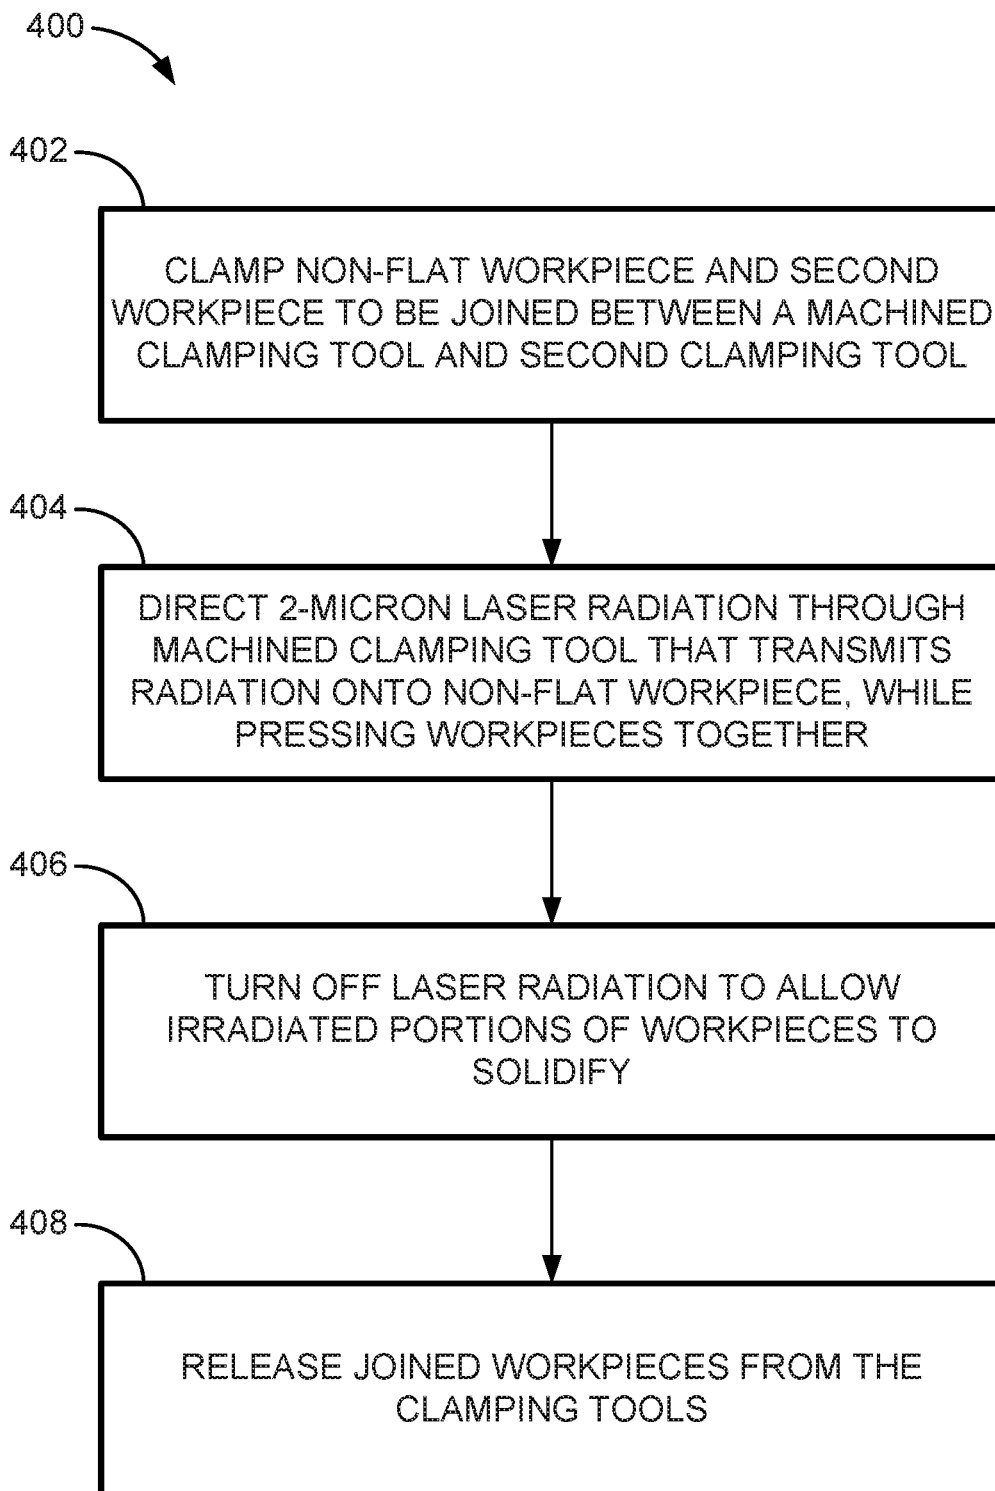 400
402
CLAMP NON-FLAT WORKPIECE AND SECOND
WORKPIECE TO BE JOINED BETWEEN A MACHINED
CLAMPING TOOL AND SECOND CLAMPING TOOL
404
DIRECT 2-MICRON LASER RADIATION THROUGH
MACHINED CLAMPING TOOL THAT TRANSMITS
RADIATION ONTO NON-FLAT WORKPIECE, WHILE
PRESSING WORKPIECES TOGETHER
406
TURN OFF LASER RADIATION TO ALLOW
IRRADIATED PORTIONS OF WORKPIECES TO
SOLIDIFY
408
RELEASE JOINED WORKPIECES FROM THE
CLAMPING TOOLS